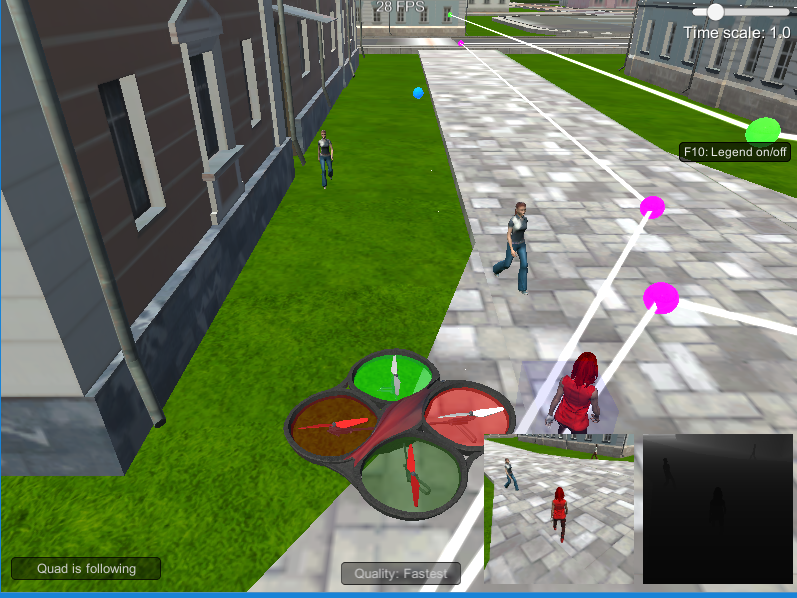 28 FPS
Time scale: 1.0
F10: Legend on/off
Quad is following
Quality: Fastest